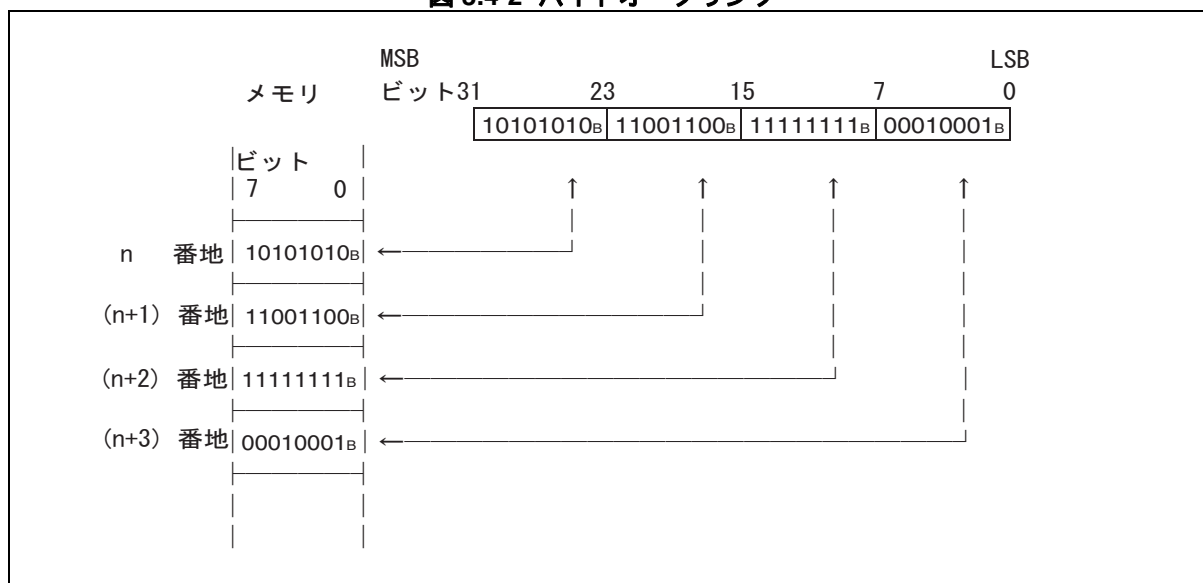 MSB LSB
メモリ ビット31 23 15 7 0
10101010B 11001100B 11111111B 00010001B
ビット
7 0
n 番地 10101010B
(n+1) 番地 11001100B
(n+2) 番地 11111111B
(n+3) 番地 00010001B